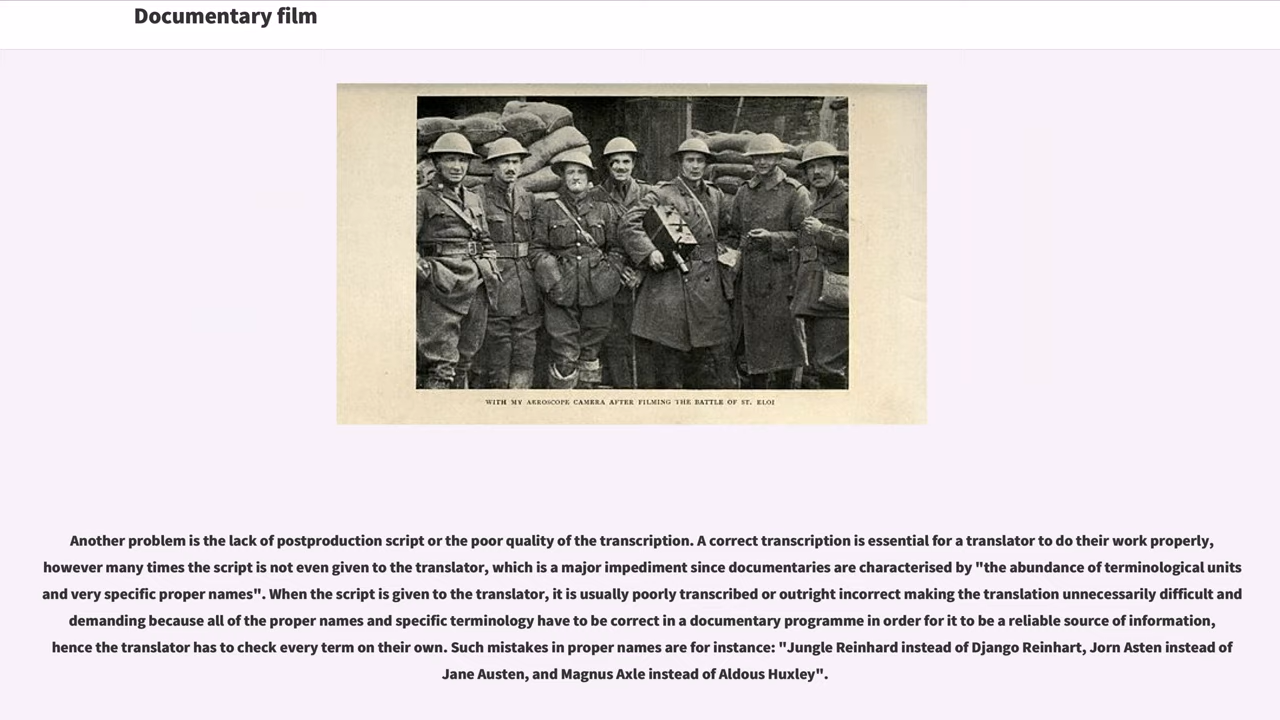 Documentary film
WITH MY AEROSCOPE CAMERA AFTER FILMING THE BATTLE OF ST. ELOI
Another problem is the lack of postproduction script or the poor quality of the transcription. A correct transcription is essential for a translator to do their work properly,
however many times the script is not even given to the translator, which is a major impediment since documentaries are characterised by "the abundance of terminological units
and very specific proper names". When the script is given to the translator, it is usually poorly transcribed or outright incorrect making the translation unnecessarily difficult and
demanding because all of the proper names and specific terminology have to be correct in a documentary programme in order for it to be a reliable source of information,
hence the translator has to check every term on their own. Such mistakes in proper names are for instance: "Jungle Reinhard instead of Django Reinhart, Jorn Asten instead of
Jane Austen, and Magnus Axle instead of Aldous Huxley".